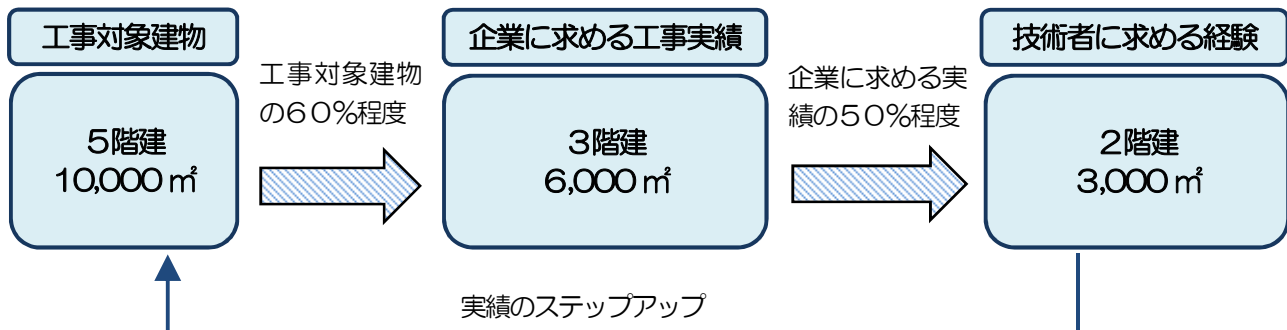 工事対象建物
5階建
10,000㎡
工事対象建物
の60%程度
企業に求める工事実績
3階建
6,000㎡
企業に求める実
績の50%程度
技術者に求める経験
2階建
3,000㎡
実績のステップアップ